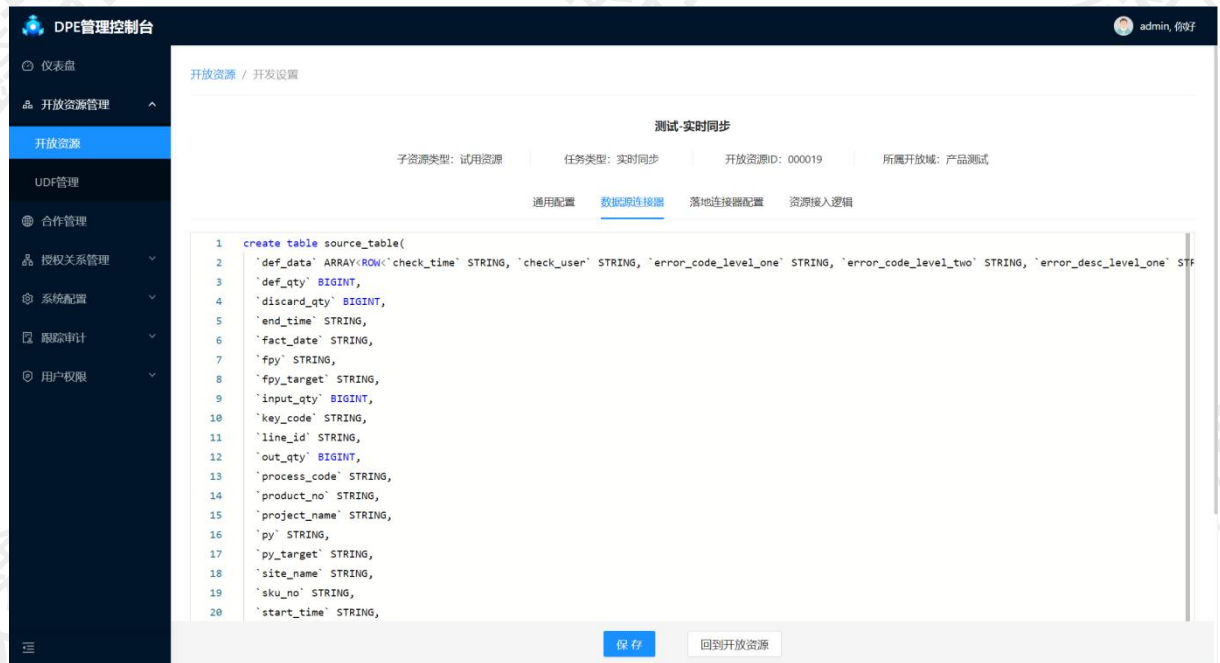 DPE管理控制台
admin, 你好
仪表盘
开放资源管理
开放资源
UDF管理
合作管理
授权关系管理
系统配置
跟踪审计
用户权限
开放资源 / 开发设置
测试-实时同步
子资源类型：试用资源 任务类型：实时同步 开放资源ID：000019 所属开放域：产品测试
通用配置 数据源连接器 落地连接器配置 资源接入逻辑
1 create table source_table(
2 `def_data` ARRAY<ROW<`check_time` STRING, `check_user` STRING, `error_code_level_one` STRING, `error_code_level_two` STRING, `error_desc_level_one` STR
3 `def_qty` BIGINT,
4 `discard_qty` BIGINT,
5 `end_time` STRING,
6 `fact_date` STRING,
7 `fpy` STRING,
8 `fpy_target` STRING,
9 `input_qty` BIGINT,
10 `key_code` STRING,
11 `line_id` STRING,
12 `out_qty` BIGINT,
13 `process_code` STRING,
14 `product_no` STRING,
15 `project_name` STRING,
16 `py` STRING,
17 `py_target` STRING,
18 `site_name` STRING,
19 `sku_no` STRING,
20 `start_time` STRING,
保存 回到开放资源